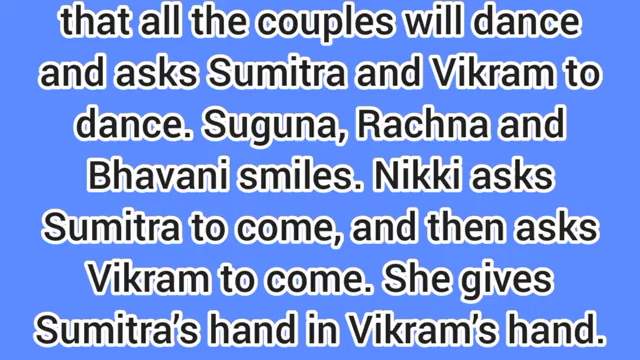 that all the couples will dance
and asks Sumitra and Vikram to
dance. Suguna, Rachna and
Bhavani smiles. Nikki asks
Sumitra to come, and then asks
Vikram to come. She gives
Sumitra's hand in Vikram's hand.